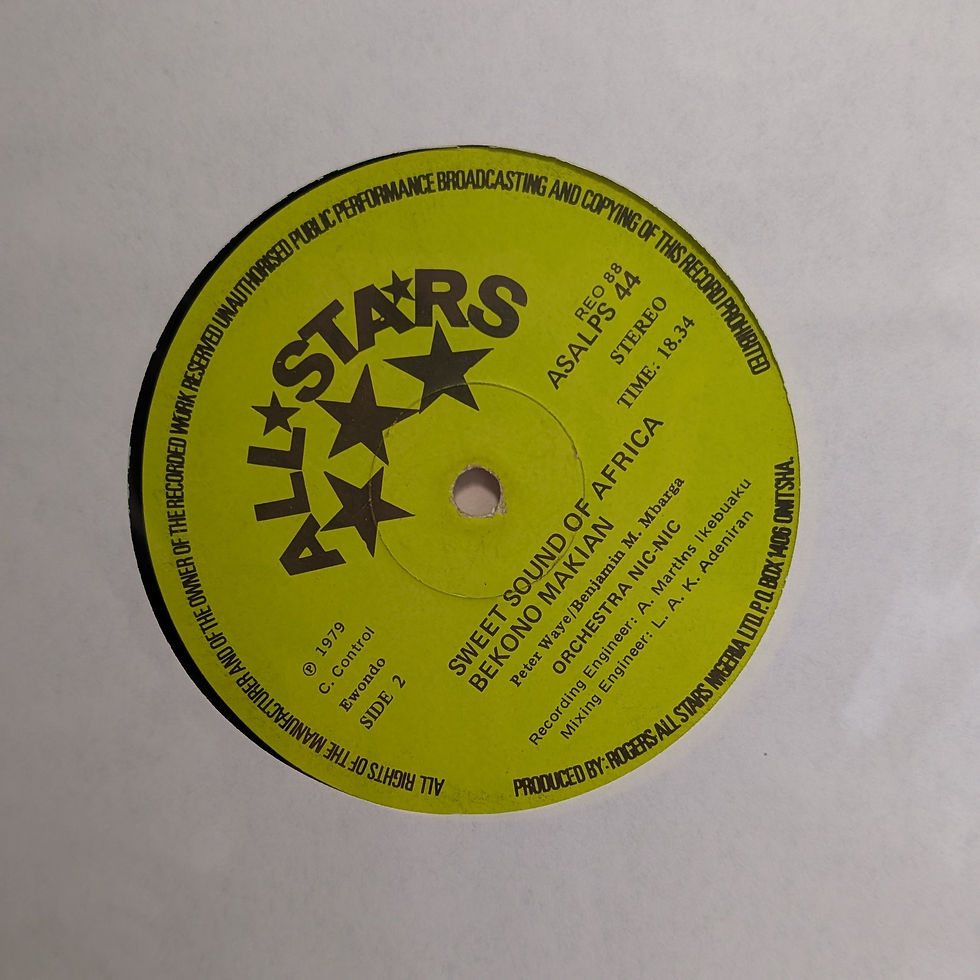 ALL RIGHTS OF THE MANUFACTURER AND OF THE OWNER OF THE RECORDED WORK RESERVED UNAUTHORISED PUBLIC PERFORMANCE BROADCASTING AND COPYING OF THIS RECORD PROHIBITED
ALL STARS
REO 88
ASALPS 44
STEREO
TIME: 18.34
℗ 1979
C. Control
Ewondo
SIDE 2
SWEET SOUND OF AFRICA
BEKONO MAKIAN
Peter Waye/Benjamin M. Mbarga
ORCHESTRA NIC-NIC
Recording Engineer: A. MartIns Ikebuaku
Mixing Engineer: L. A. K. Adeniran
PRODUCED BY: ROGERS ALL STARS NIGERIA LTD. P. O. BOX 1406 ONITSHA.